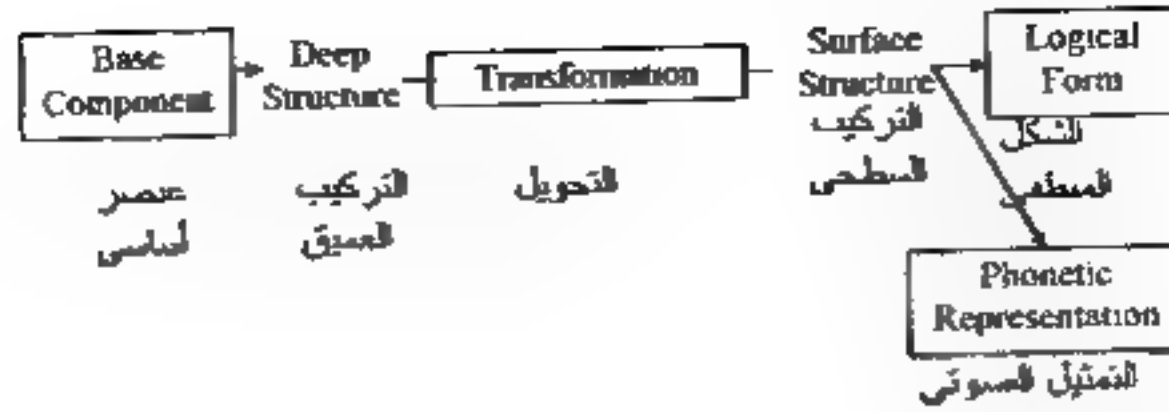 Base
Component
Deep
Structure
Transformation
Surface
Structure
Logical
Form
عنصر
أساسي
التركيب
العميق
التحويل
التركيب
السطحي
الشكل
المنطقي
Phonetic
Representation
التمثيل الصوتي